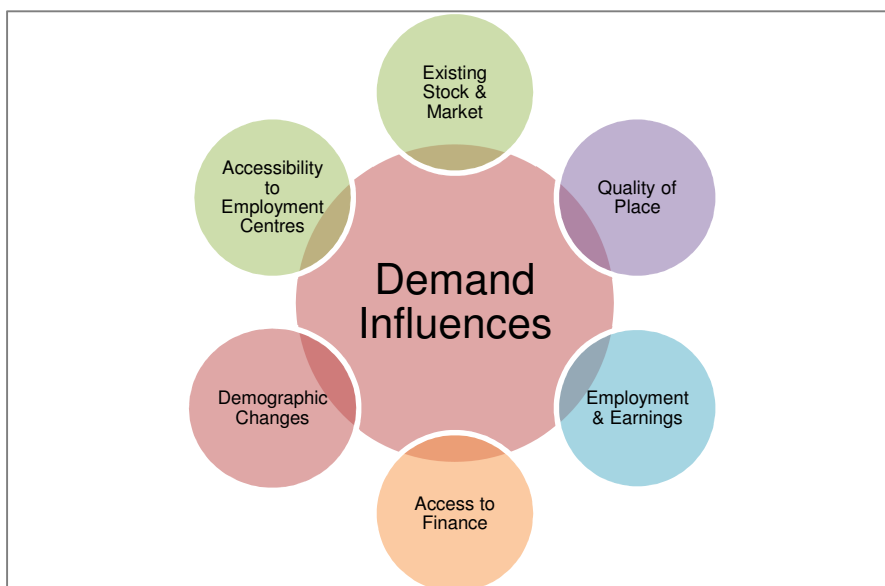 Existing
Stock &
Market
Quality of
Place
Employment
& Earnings
Access to
Finance
Demographic
Changes
Accessibility
to
Employment
Centres
Demand
Influences